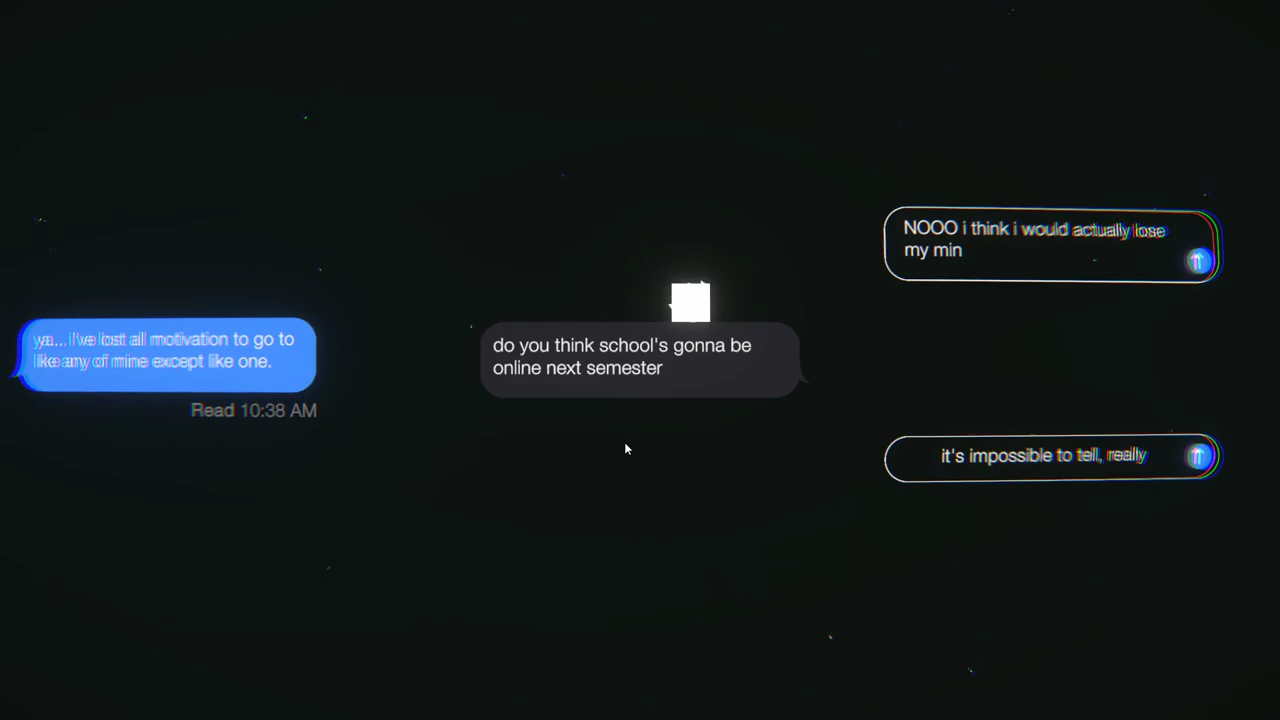 ya... I've lost all motivation to go to
like any of mine except like one.
Read 10:38 AM
do you think school's gonna be
online next semester
NOOO i think i would actually lose
my min
it's impossible to tell, really